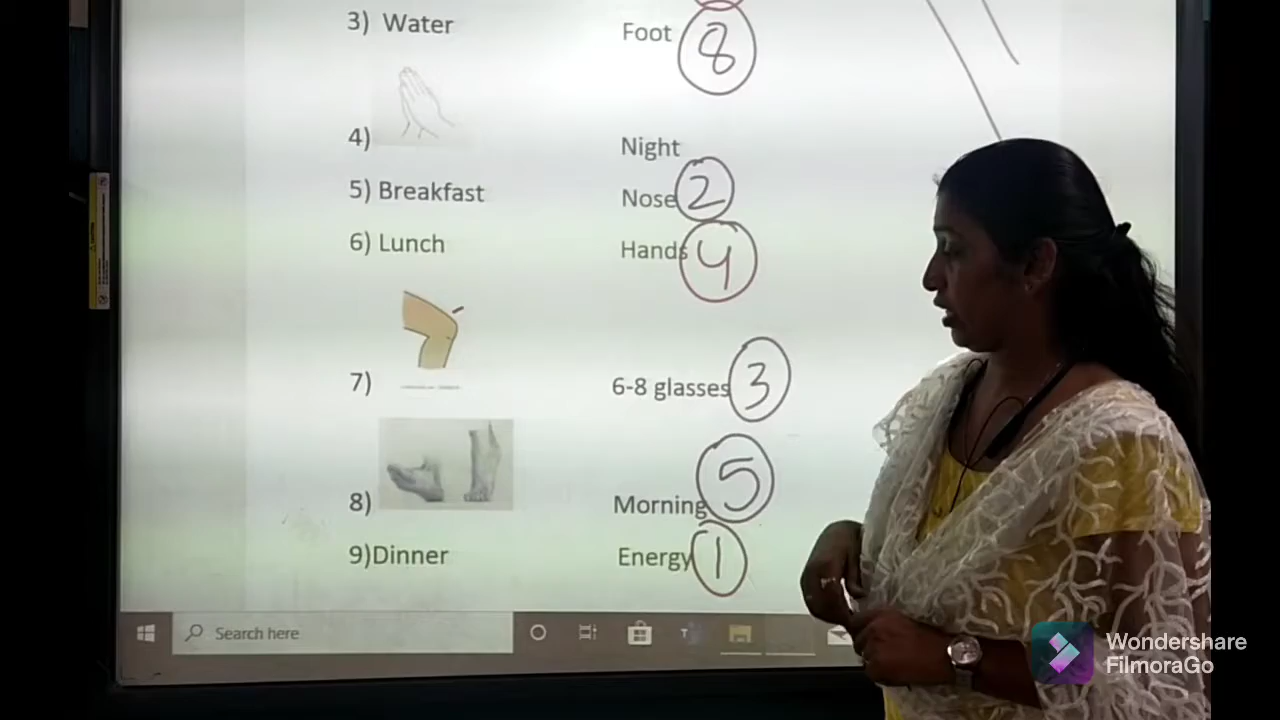 3) Water Foot 8
4) Night
5) Breakfast Nose 2
6) Lunch Hands 4
7) 6-8 glasses 3
8) Morning 5
9)Dinner Energy 1
Search here
Wondershare
FilmoraGo